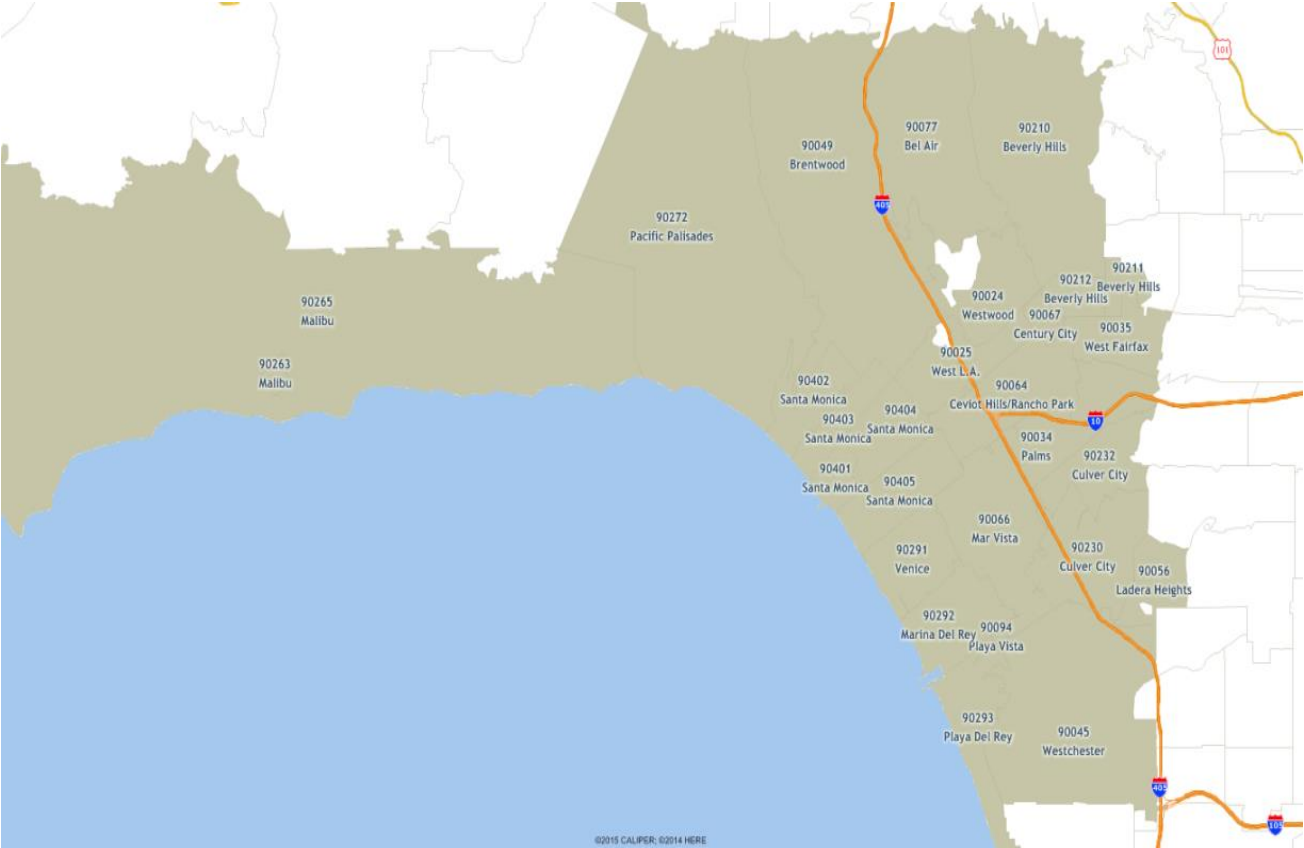 101
90077
Bel Air
90210
Beverly Hills
90049
Brentwood
405
90272
Pacific Palisades
90211
Beverly Hills
90212
Beverly Hills
90265
Malibu
90024
Westwood
90067
Century City
90035
West Fairfax
90025
West L.A.
90263
Malibu
90402
Santa Monica
90064
Ceviot Hills/Rancho Park
90403
Santa Monica
90404
Santa Monica
10
90034
Palms
90232
Culver City
90401
Santa Monica
90405
Santa Monica
90066
Mar Vista
90291
Venice
90230
Culver City
90056
Ladera Heights
90292
Marina Del Rey
90094
Playa Vista
90293
Playa Del Rey
90045
Westchester
405
105
©2015 CALIPER; ©2014 HERE